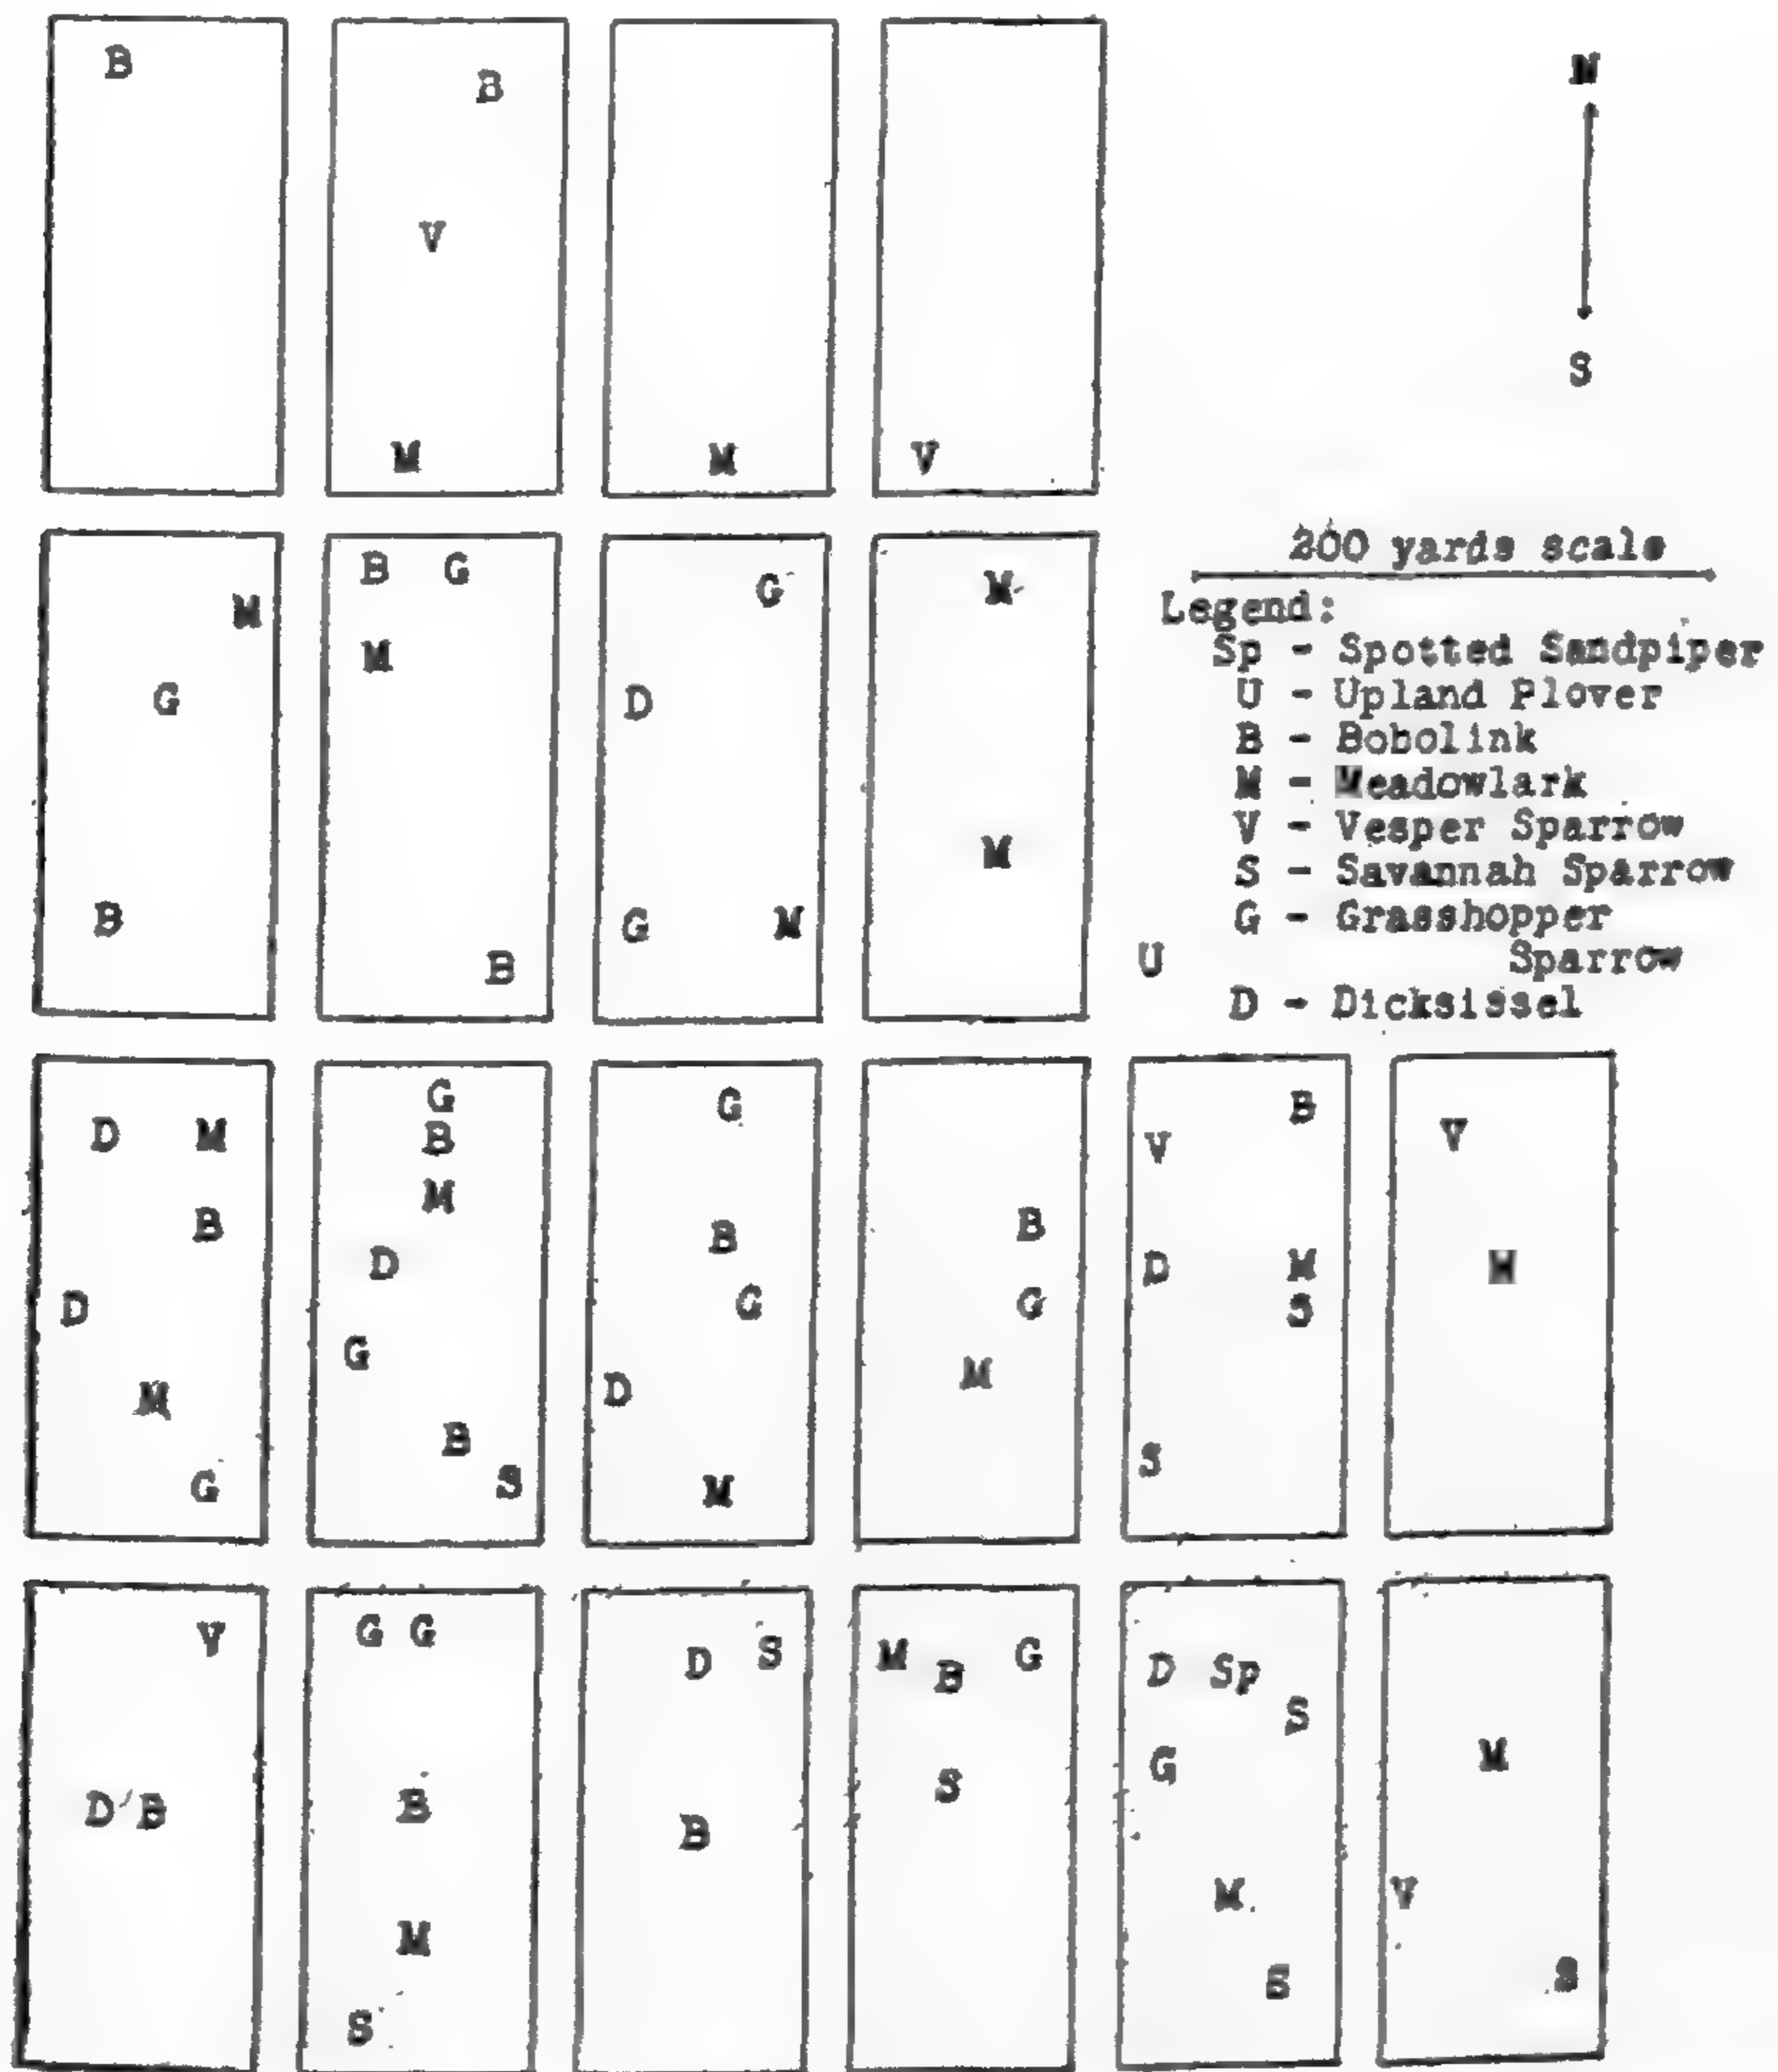 B
B
V
M
M
V
N
S
M
G
B
B G
M
B
G
D
G M
M
M
200 yards scale
Legend:
Sp - Spotted Sandpiper
U - Upland Plover
B - Bobolink
M - Meadowlark
V - Vesper Sparrow
S - Savannah Sparrow
G - Grasshopper
Sparrow
D - Dicksissel
U
D M
B
D
M
G
G
B
M
D
G
B
S
G
B
G
D
M
B
G
M
B
V
D M
S
S
V
M
V
D B
G G
B
M
S
D S
B
M B G
S
D Sp
S
G
M
S
M
V
S